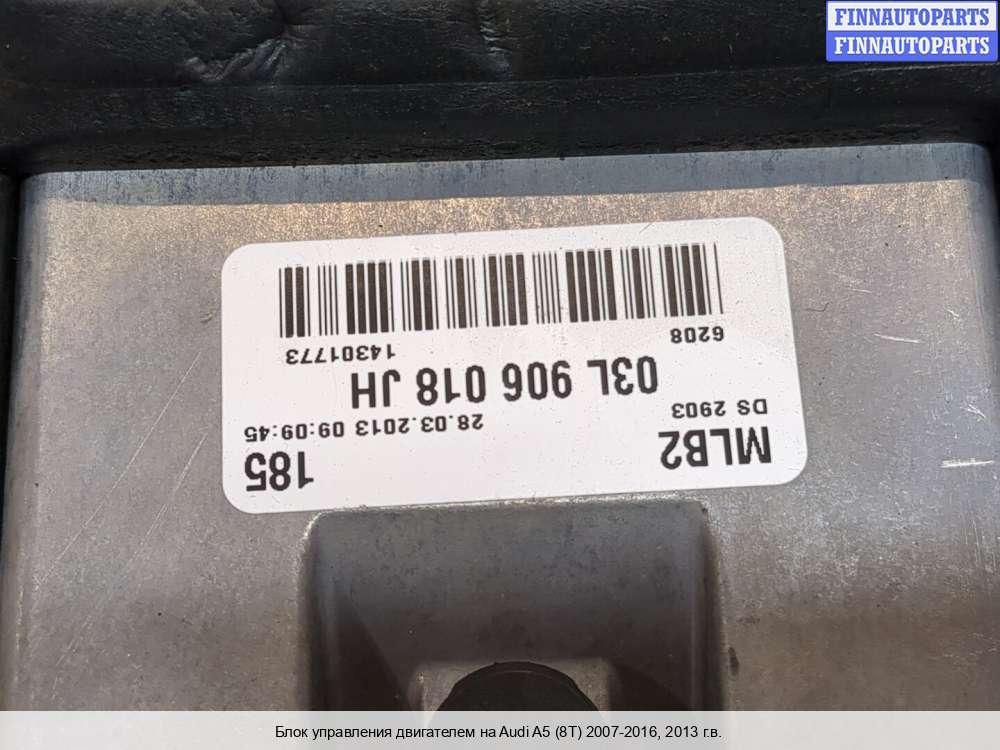 FINNAUTOPARTS
FINNAUTOPARTS
MLB2 185
DS 2903 28.03.2013 09:09:45
03L 906 018 JH
6208 14301773
Блок управления двигателем на Audi A5 (8T) 2007-2016, 2013 г.в.